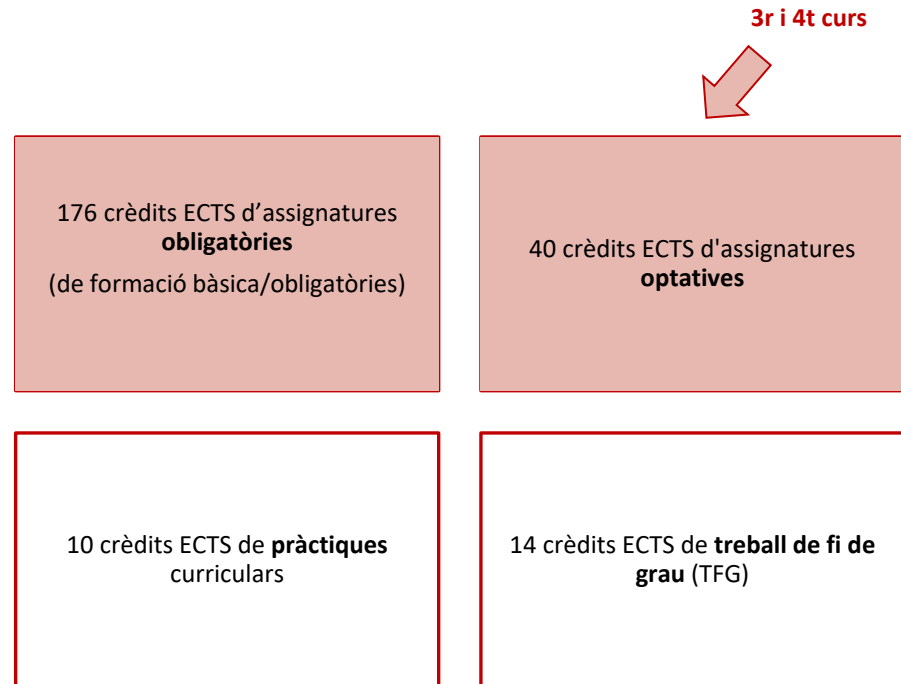 3r i 4t curs
176 crèdits ECTS d’assignatures
obligatòries
(de formació bàsica/obligatòries)
40 crèdits ECTS d'assignatures
optatives
10 crèdits ECTS de pràctiques
curriculars
14 crèdits ECTS de treball de fi de
grau (TFG)